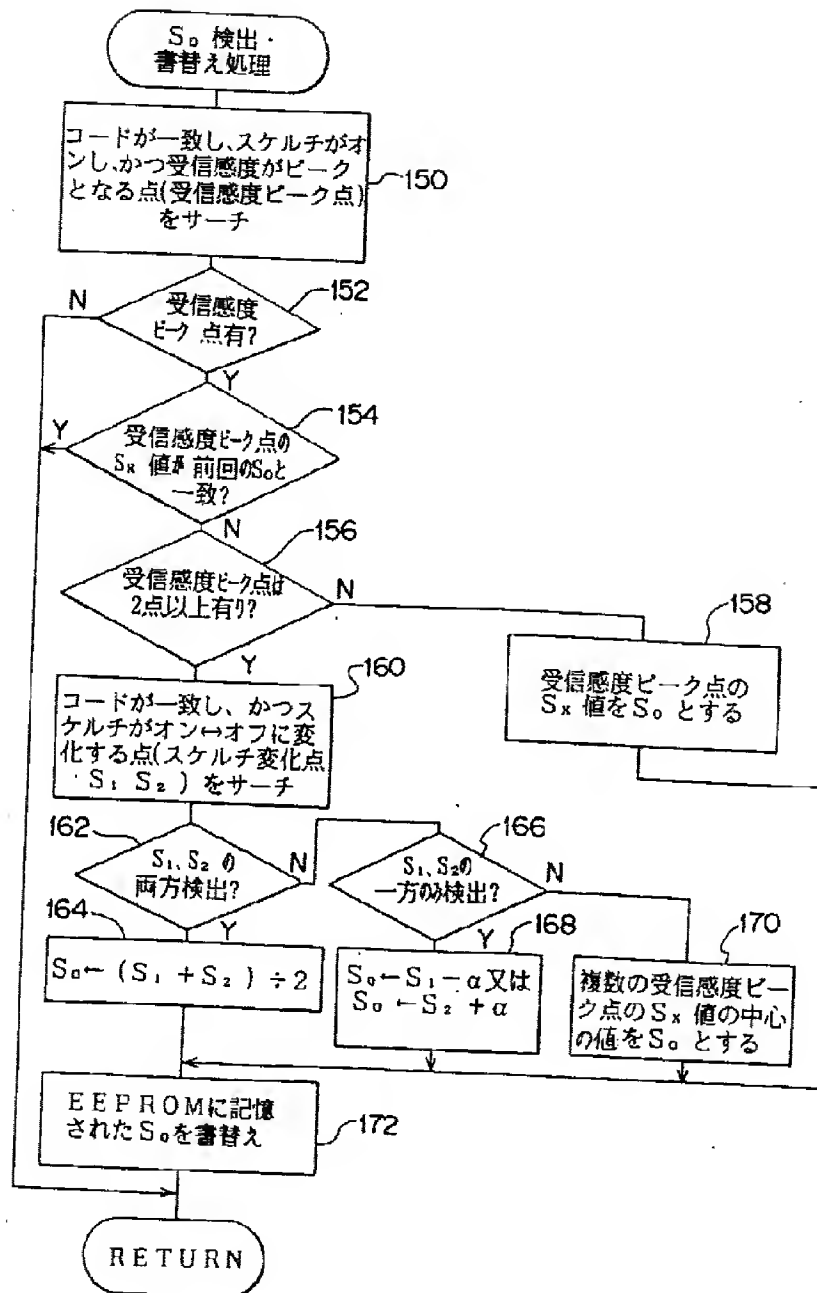 S₀ 検出・
書替え処理
コードが一致し、スケルチがオ
ンし、かつ受信感度がピーク
となる点(受信感度ピーク点)
をサーチ
150
N
152
受信感度
ピーク 点有?
Y
154
Y
受信感度ピーク点の
Sx 値が 前回のS₀と
一致?
N
156
受信感度ピーク点は
2点以上有り?
N
158
Y
160
受信感度ピーク点の
Sx 値をS₀ とする
コードが一致し、かつス
ケルチがオン↔オフに変
化する点(スケルチ変化点
S₁ S₂ )をサーチ
162
S₁、S₂ の
両方検出?
N
166
S₁、S₂の
一方のみ検出?
N
164
Y
Y
168
170
S₀← (S₁ +S₂ ) ÷2
S₀←S₁−α又は
S₀ ←S₂ +α
複数の受信感度ピー
ク点のSx 値の中心
の値をS₀ とする
EEPROMに記憶
されたS₀を書替え
172
RETURN